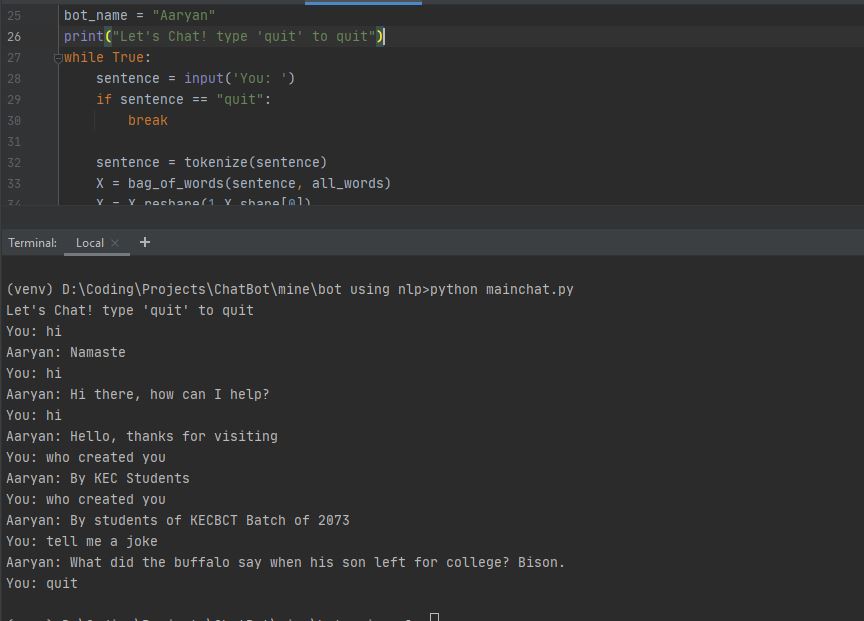 25 bot_name = "Aaryan"
26 print("Let's Chat! type 'quit' to quit")
27 while True:
28     sentence = input('You: ')
29     if sentence == "quit":
30         break
31
32     sentence = tokenize(sentence)
33     X = bag_of_words(sentence, all_words)
34     X = X.reshape(1,X.shape[0])
Terminal: Local × +
(venv) D:\Coding\Projects\ChatBot\mine\bot using nlp>python mainchat.py
Let's Chat! type 'quit' to quit
You: hi
Aaryan: Namaste
You: hi
Aaryan: Hi there, how can I help?
You: hi
Aaryan: Hello, thanks for visiting
You: who created you
Aaryan: By KEC Students
You: who created you
Aaryan: By students of KECBCT Batch of 2073
You: tell me a joke
Aaryan: What did the buffalo say when his son left for college? Bison.
You: quit